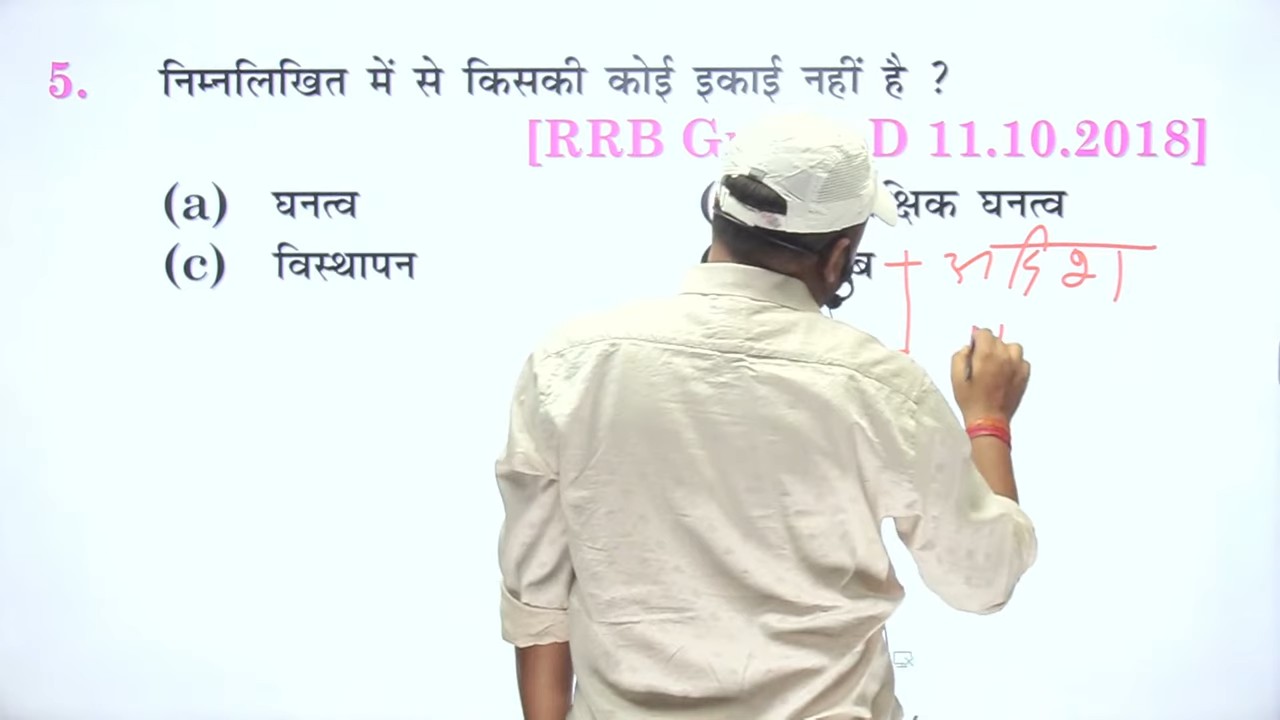 5. निम्नलिखित में से किसकी कोई इकाई नहीं है ?
[RRB D 11.10.2018]
(a) घनत्व घनत्व
(c) विस्थापन
अदिश